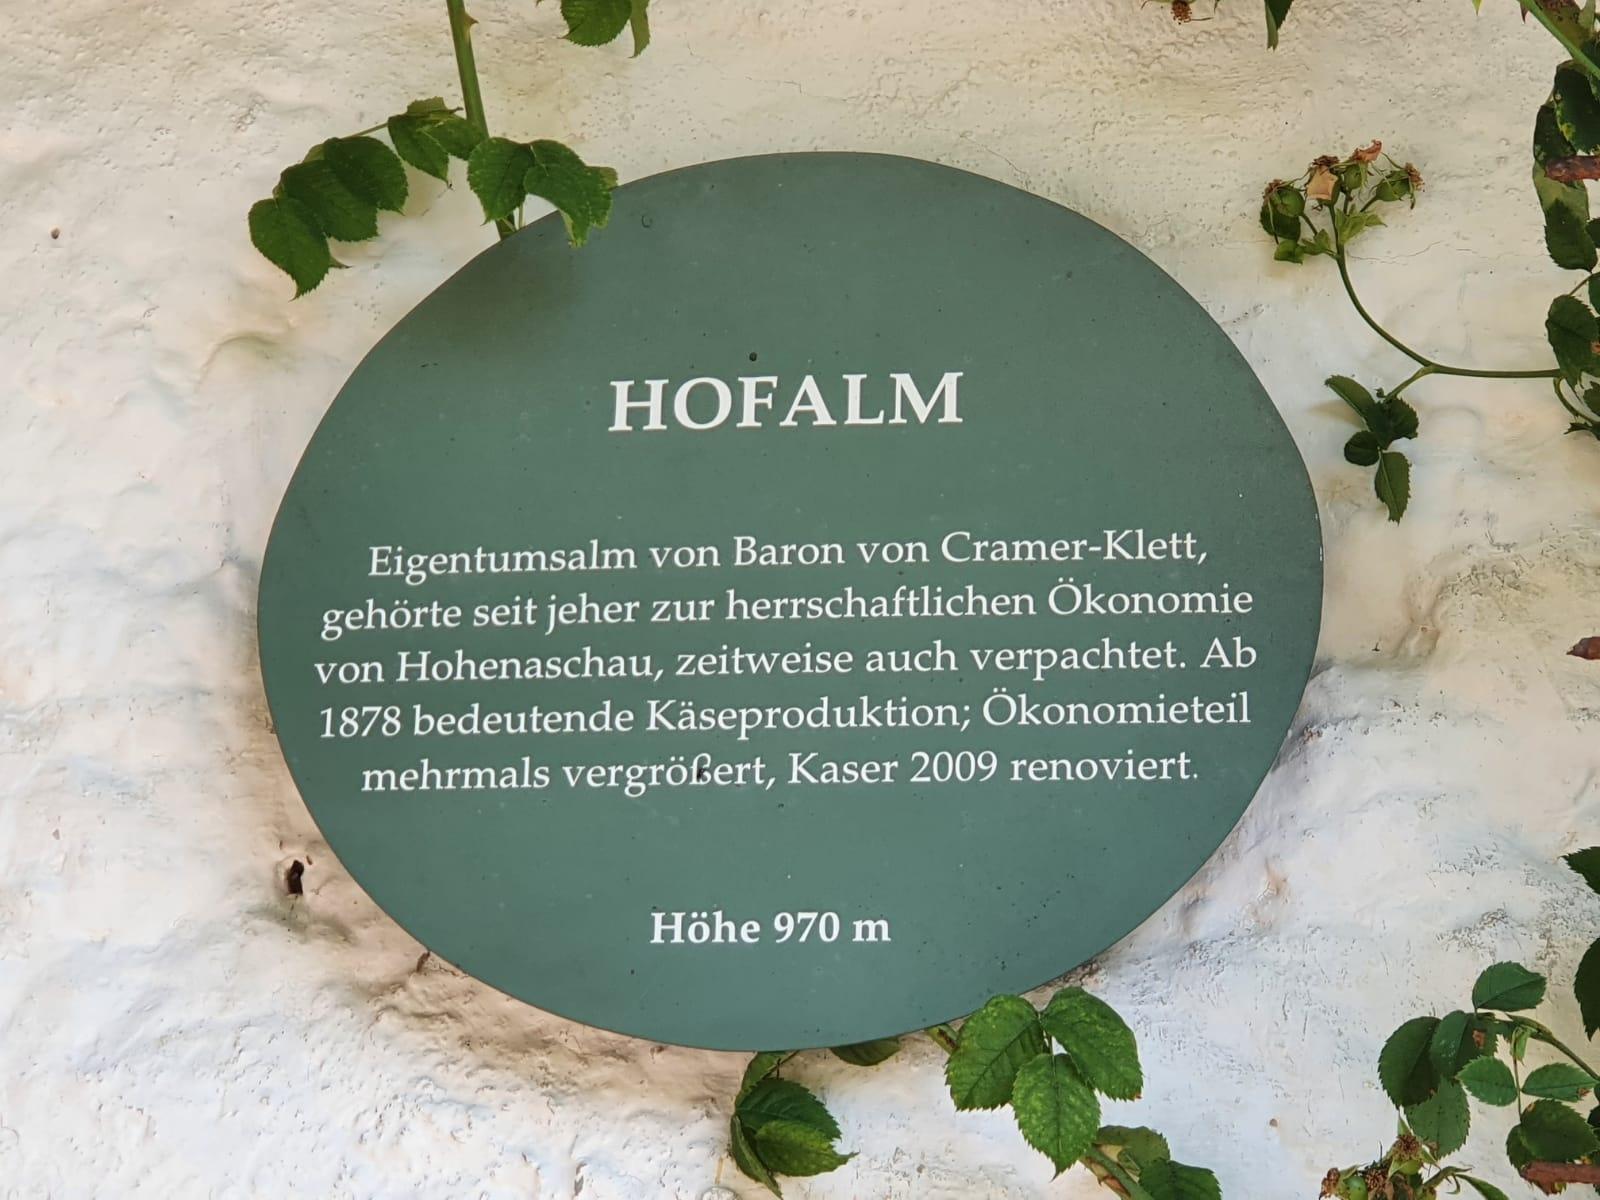 HOFALM
Eigentumsalm von Baron von Cramer-Klett,
gehörte seit jeher zur herrschaftlichen Ökonomie
von Hohenaschau, zeitweise auch verpachtet. Ab
1878 bedeutende Käseproduktion; Ökonomieteil
mehrmals vergrößert, Kaser 2009 renoviert.
Höhe 970 m